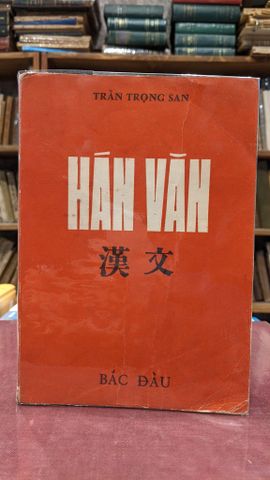 TRẦN TRỌNG SAN
HÁN VĂN
漢文
BẮC ĐẨU